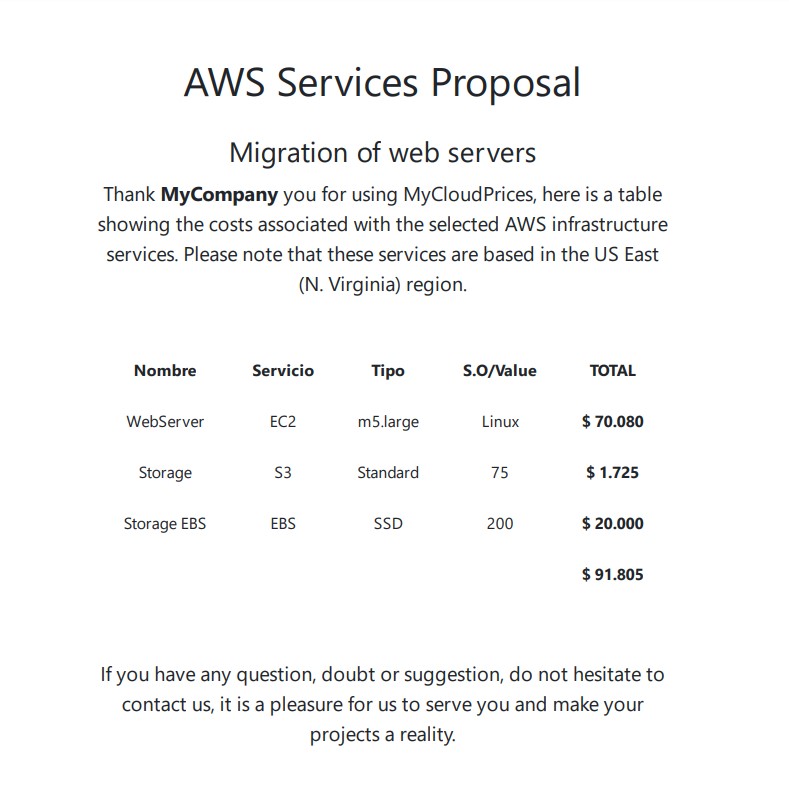 AWS Services Proposal
Migration of web servers
Thank MyCompany you for using MyCloudPrices, here is a table
showing the costs associated with the selected AWS infrastructure
services. Please note that these services are based in the US East
(N. Virginia) region.
Nombre Servicio Tipo S.O/Value TOTAL
WebServer EC2 m5.large Linux $ 70.080
Storage S3 Standard 75 $ 1.725
Storage EBS EBS SSD 200 $ 20.000
$ 91.805
If you have any question, doubt or suggestion, do not hesitate to
contact us, it is a pleasure for us to serve you and make your
projects a reality.